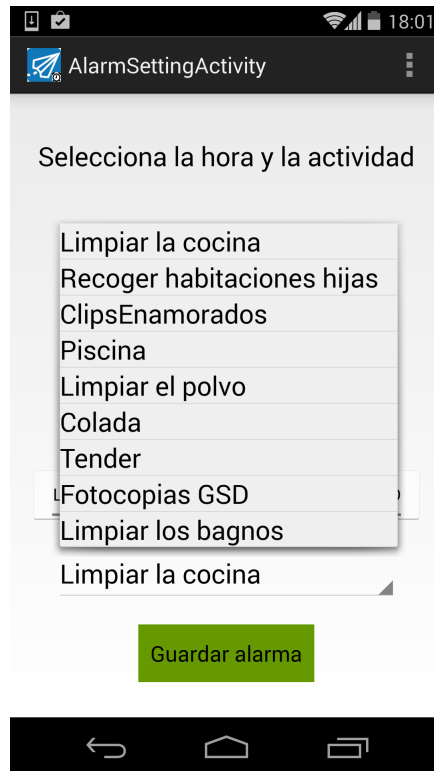 18:01
AlarmSettingActivity
Selecciona la hora y la actividad
Limpiar la cocina
Recoger habitaciones hijas
ClipsEnamorados
Piscina
Limpiar el polvo
Colada
Tender
Fotocopias GSD
Limpiar los bagnos
Limpiar la cocina
Guardar alarma